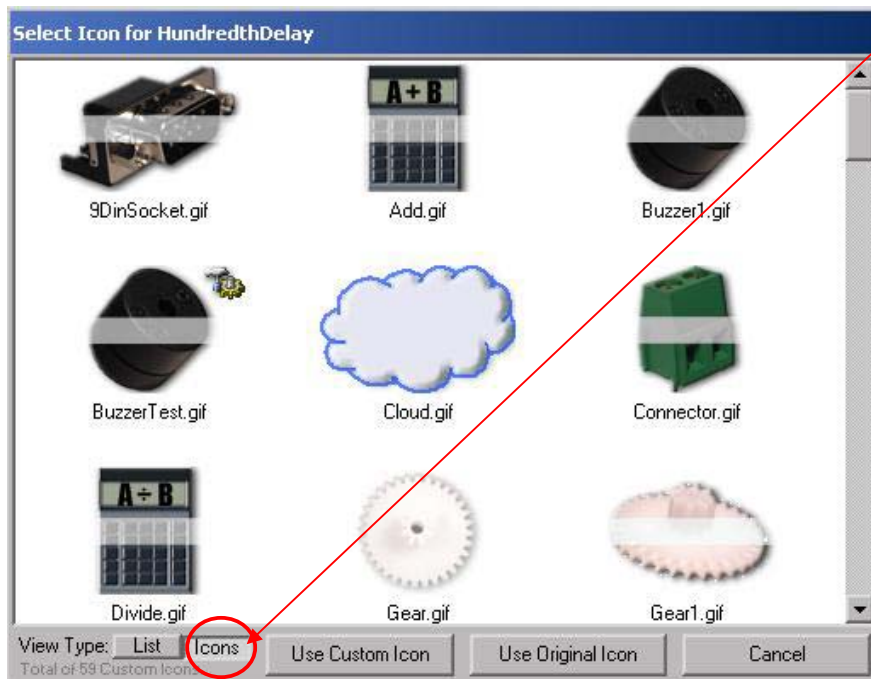 Select Icon for HundredthDelay
A+B
9DinSocket.gif Add.gif Buzzer1.gif
BuzzerTest.gif Cloud.gif Connector.gif
A÷B
Divide.gif Gear.gif Gear1.gif
View Type: List Icons Use Custom Icon Use Original Icon Cancel
Total of 59 Custom Icons